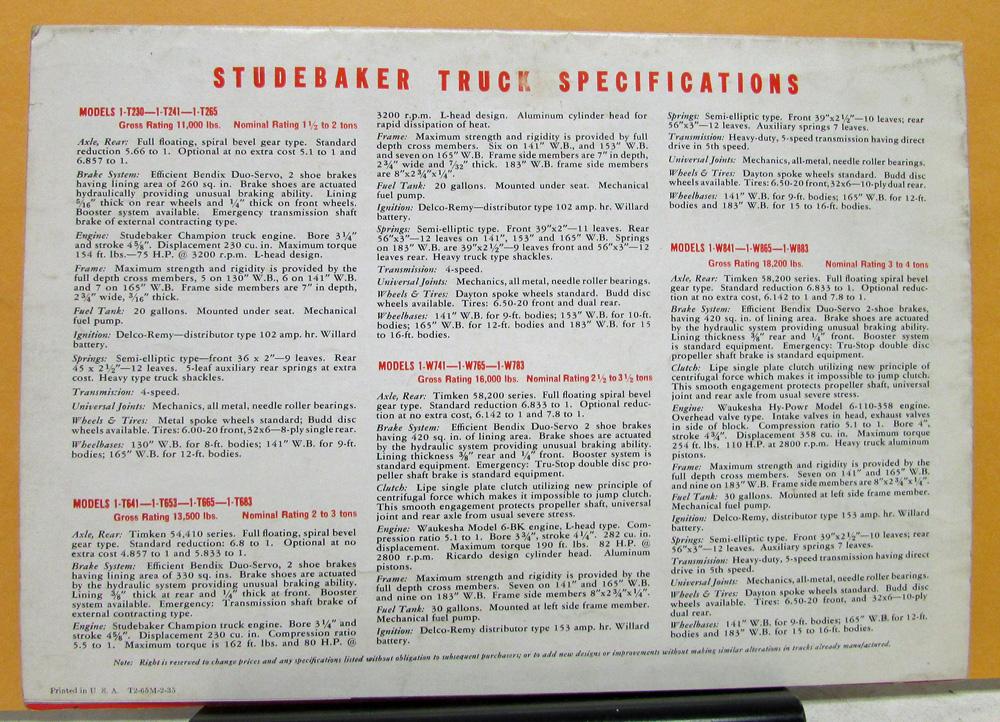 STUDEBAKER TRUCK SPECIFICATIONS
MODELS 1-T230—1-T241—1-T265
Gross Rating 11,000 lbs. Nominal Rating 1½ to 2 tons
Axle, Rear: Full floating, spiral bevel gear type. Standard
reduction 5.66 to 1. Optional at no extra cost 5.1 to 1 and
6.857 to 1.
Brake System: Efficient Bendix Duo-Servo, 2 shoe brakes
having lining area of 260 sq. in. Brake shoes are actuated
hydraulically providing unusual braking ability. Lining
5/16" thick on rear wheels and ¼" thick on front wheels.
Booster system available. Emergency transmission shaft
brake of external contracting type.
Engine: Studebaker Champion truck engine. Bore 3¼"
and stroke 4⅝". Displacement 230 cu. in. Maximum torque
154 ft. lbs.—75 H.P. @ 3200 r.p.m. L-head design.
Frame: Maximum strength and rigidity is provided by the
full depth cross members, 5 on 130" W.B., 6 on 141" W.B.
and 7 on 165" W.B. Frame side members are 7" in depth,
2¾" wide, 3/16" thick.
Fuel Tank: 20 gallons. Mounted under seat. Mechanical
fuel pump.
Ignition: Delco-Remy—distributor type 102 amp. hr. Willard
battery.
Springs: Semi-elliptic type—front 36 x 2"—9 leaves. Rear
45 x 2½"—12 leaves. 5-leaf auxiliary rear springs at extra
cost. Heavy type truck shackles.
Transmission: 4-speed.
Universal Joints: Mechanics, all metal, needle roller bearings.
Wheels & Tires: Metal spoke wheels standard; Budd disc
wheels available. Tires: 6.00-20 front, 32x6—8-ply single rear.
Wheelbases: 130" W.B. for 8-ft. bodies; 141" W.B. for 9-ft.
bodies; 165" W.B. for 12-ft. bodies.
MODELS 1-T641—1-T653—1-T665—1-T683
Gross Rating 13,500 lbs. Nominal Rating 2 to 3 tons
Axle, Rear: Timken 54,410 series. Full floating, spiral bevel
gear type. Standard: 6.8 to 1. Optional at no
extra cost 4.857 to 1 and 5.833 to 1.
Brake System: Efficient Bendix Duo-Servo, 2 shoe brakes
having lining area of 330 sq. ins. Brake shoes are actuated
by the hydraulic system providing unusual braking ability.
Lining ⅜" thick at rear and ¼" thick at front. Booster
system available. Emergency: Transmission shaft brake of
external contracting type.
Engine: Studebaker Champion truck engine. Bore 3¼" and
stroke 4⅝". Displacement 230 cu. in. Compression ratio
5.5 to 1. Maximum torque is 162 ft. lbs. and 80 H.P. @
3200 r.p.m. L-head design. Aluminum cylinder head for
rapid dissipation of heat.
Frame: Maximum strength and rigidity is provided by full
depth cross members. Six on 141" W.B., and 153" W.B.
and seven on 165" W.B. Frame side members are 7" in depth,
2¾" wide and 7/32" thick. 183" W.B. frame side members
are 8"x2¾"x¼".
Fuel Tank: 20 gallons. Mounted under seat. Mechanical
fuel pump.
Ignition: Delco-Remy—distributor type 102 amp. hr. Willard
battery.
Springs: Semi-elliptic type. Front 39"x2"—11 leaves. Rear
56"x3"—12 leaves on 141", 153" and 165" W.B. Springs
on 183" W.B. are 39"x2½"—9 leaves front and 56"x3"—12
leaves rear. Heavy truck type shackles.
Transmission: 4-speed.
Universal Joints: Mechanics, all metal, needle roller bearings.
Wheels & Tires: Dayton spoke wheels standard. Budd disc
wheels available. Tires: 6.50-20 front and dual rear.
Wheelbases: 141" W.B. for 9-ft. bodies; 153" W.B. for 10-ft.
bodies; 165" W.B. for 12-ft. bodies and 183" W.B. for 15
to 16-ft. bodies.
MODELS 1-W741—1-W765—1-W783
Gross Rating 16,000 lbs. Nominal Rating 2½ to 3½ tons
Axle, Rear: Timken 58,200 series. Full floating spiral bevel
gear type. Standard 6.833 to 1. Optional reduc-
tion at no extra cost, 6.142 to 1 and 7.8 to 1.
Brake System: Efficient Bendix Duo-Servo 2 shoe brakes
having 420 sq. in. of lining area. Brake shoes are actuated
by the hydraulic system providing unusual braking ability.
Lining thickness ⅜" rear and ¼" front. Booster system is
standard equipment. Emergency: Tru-Stop double disc pro-
peller shaft brake is standard equipment.
Clutch: Lipe single plate clutch utilizing new principle of
centrifugal force which makes it impossible to jump clutch.
This smooth engagement protects propeller shaft, universal
joint and rear axle from usual severe stress.
Engine: Waukesha Model 6-BK engine, L-head type. Com-
pression ratio 5.1 to 1. Bore 3¾", stroke 4¼". 282 cu. in.
displacement. Maximum torque 190 ft. lbs. 82 H.P. @
2800 r.p.m. Ricardo design cylinder head. Aluminum
pistons.
Frame: Maximum strength and rigidity is provided by the
full depth cross members. Seven on 141" and 165" W.B.
and nine on 183" W.B. Frame side members 8"x2¾"x¼".
Fuel Tank: 30 gallons. Mounted at left side frame member.
Mechanical fuel pump.
Ignition: Delco-Remy distributor type 153 amp. hr. Willard
battery.
Springs: Semi-elliptic type. Front 39"x2½"—10 leaves; rear
56"x3"—12 leaves. Auxiliary springs 7 leaves.
Transmission: Heavy-duty, 5-speed transmission having direct
drive in 5th speed.
Universal Joints: Mechanics, all-metal, needle roller bearings.
Wheels & Tires: Dayton spoke wheels standard. Budd disc
wheels available. Tires: 6.50-20 front, 32x6—10-ply dual rear.
Wheelbases: 141" W.B. for 9-ft. bodies; 165" W.B. for 12-ft.
bodies and 183" W.B. for 15 to 16-ft. bodies.
MODELS 1-W841—1-W865—1-W883
Gross Rating 18,200 lbs. Nominal Rating 3 to 4 tons
Axle, Rear: Timken 58,200 series. Full floating spiral bevel
gear type. Standard reduction 6.833 to 1. Optional reduc-
tion at no extra cost, 6.142 to 1 and 7.8 to 1.
Brake System: Efficient Bendix Duo-Servo 2-shoe brakes,
having 420 sq. in. of lining area. Brake shoes are actuated
by the hydraulic system providing unusual braking ability.
Lining thickness ⅜" rear and ¼" front. Booster system
is standard equipment. Emergency: Tru-Stop double disc
propeller shaft brake is standard equipment.
Clutch: Lipe single plate clutch utilizing new principle of
centrifugal force which makes it impossible to jump clutch.
This smooth engagement protects propeller shaft, universal
joint and rear axle from usual severe stress.
Engine: Waukesha Hy-Powr Model 6-110-358 engine.
Overhead valve type. Intake valves in head, exhaust valves
in side of block. Compression ratio 5.1 to 1. Bore 4",
stroke 4¾". Displacement 358 cu. in. Maximum torque
254 ft. lbs. 110 H.P. at 2800 r.p.m. Heavy truck aluminum
pistons.
Frame: Maximum strength and rigidity is provided by the
full depth cross members. Seven on 141" and 165" W.B.
and nine on 183" W.B. Frame side members are 8"x2¾"x¼".
Fuel Tank: 30 gallons. Mounted at left side frame member.
Mechanical fuel pump.
Ignition: Delco-Remy, distributor type 153 amp. hr. Willard
battery.
Springs: Semi-elliptic type. Front 39"x2½"—10 leaves; rear
56"x3"—12 leaves. Auxiliary springs 7 leaves.
Transmission: Heavy-duty, 5-speed transmission having direct
drive in 5th speed.
Universal Joints: Mechanics, all-metal, needle roller bearings.
Wheels & Tires: Dayton spoke wheels standard. Budd disc
wheels available. Tires: 6.50-20 front, and 32x6—10-ply
dual rear.
Wheelbases: 141" W.B. for 9-ft. bodies; 165" W.B. for 12-ft.
bodies and 183" W.B. for 15 to 16-ft. bodies.
Note: Right is reserved to change prices and any specifications listed without obligation to subsequent purchasers; or to add new designs or improvements without making similar alterations in trucks already manufactured.
Printed in U. S. A. T2-65M-2-35